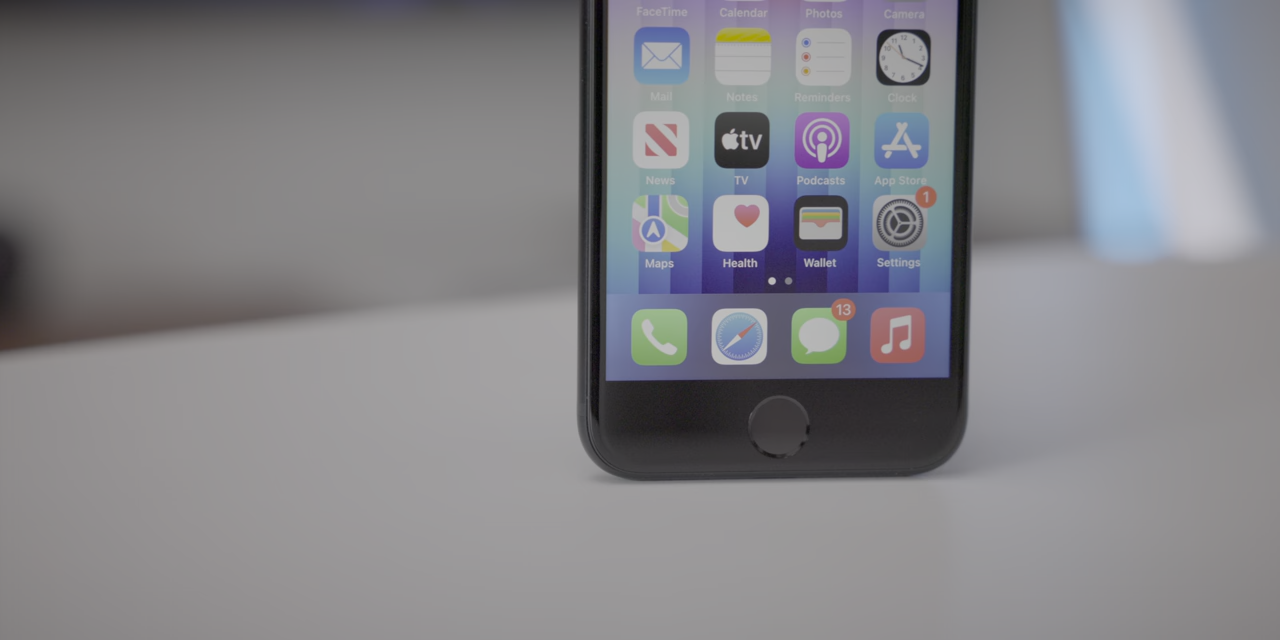 FaceTime Calendar Photos Camera
Mail Notes Reminders Clock
tv
News TV Podcasts App Store
1
Maps Health Wallet Settings
13